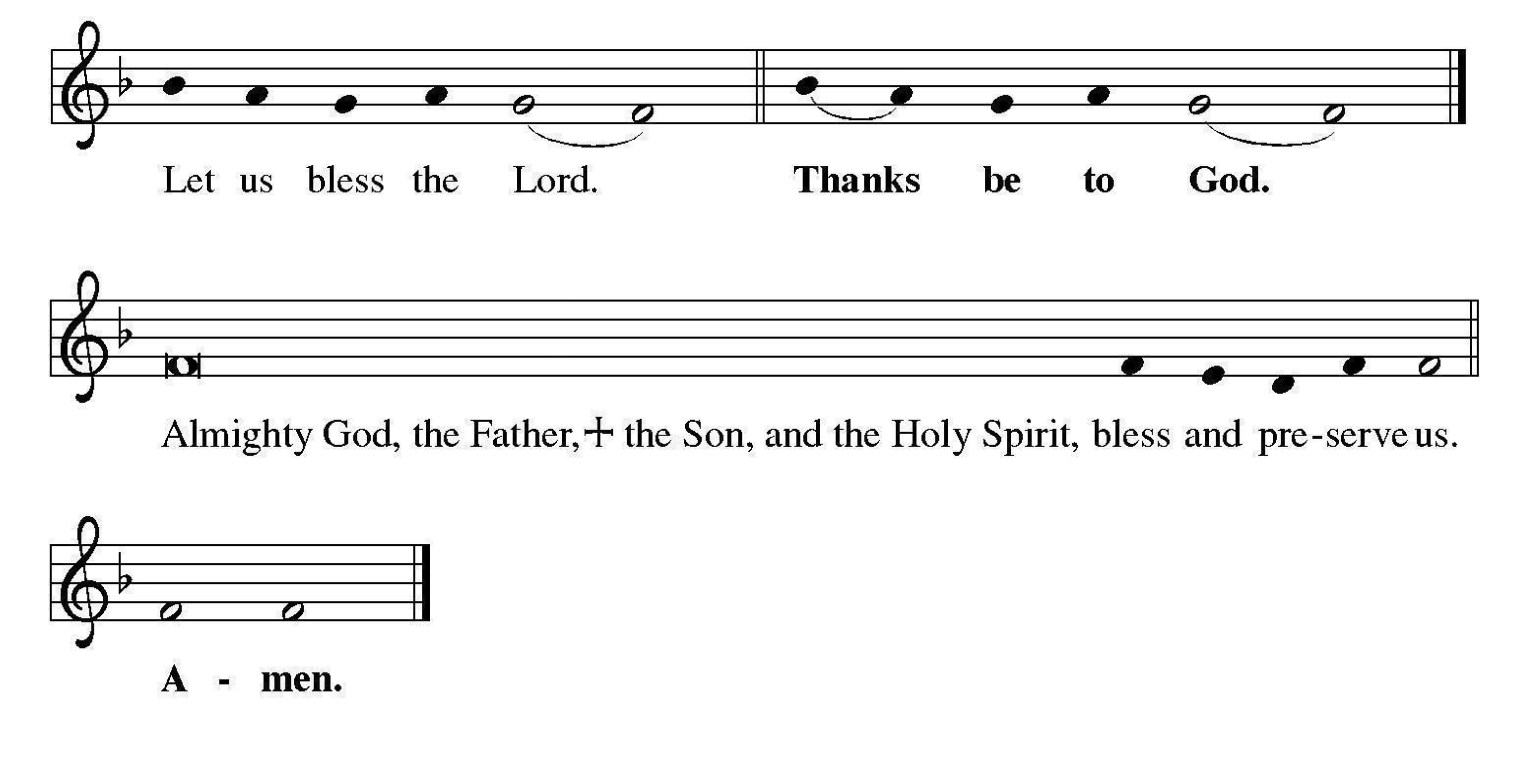 Let us bless the Lord. Thanks be to God.
Almighty God, the Father,☩ the Son, and the Holy Spirit, bless and pre-serve us.
A - men.